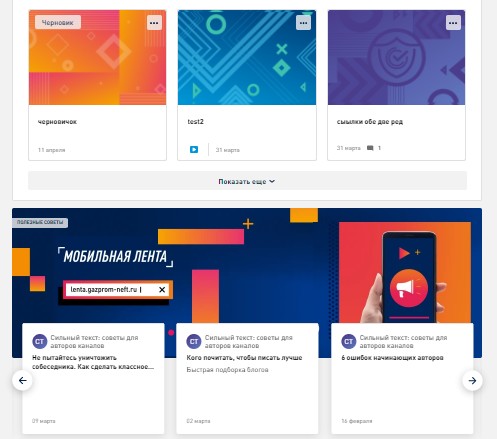 Черновик
черновичок
test2
сыылки обе две ред
11 апреля
31 марта
31 марта 1
Показать еще
ПОЛЕЗНЫЕ СОВЕТЫ
МОБИЛЬНАЯ ЛЕНТА
lenta.gazprom-neft.ru
СТ
Сильный текст: советы для
авторов каналов
Не пытайтесь уничтожить
собеседника. Как сделать классное...
09 марта
СТ
Сильный текст: советы для
авторов каналов
Кого почитать, чтобы писать лучше
Быстрая подборка блогов
02 марта
СТ
Сильный текст: советы для
авторов каналов
6 ошибок начинающих авторов
16 февраля